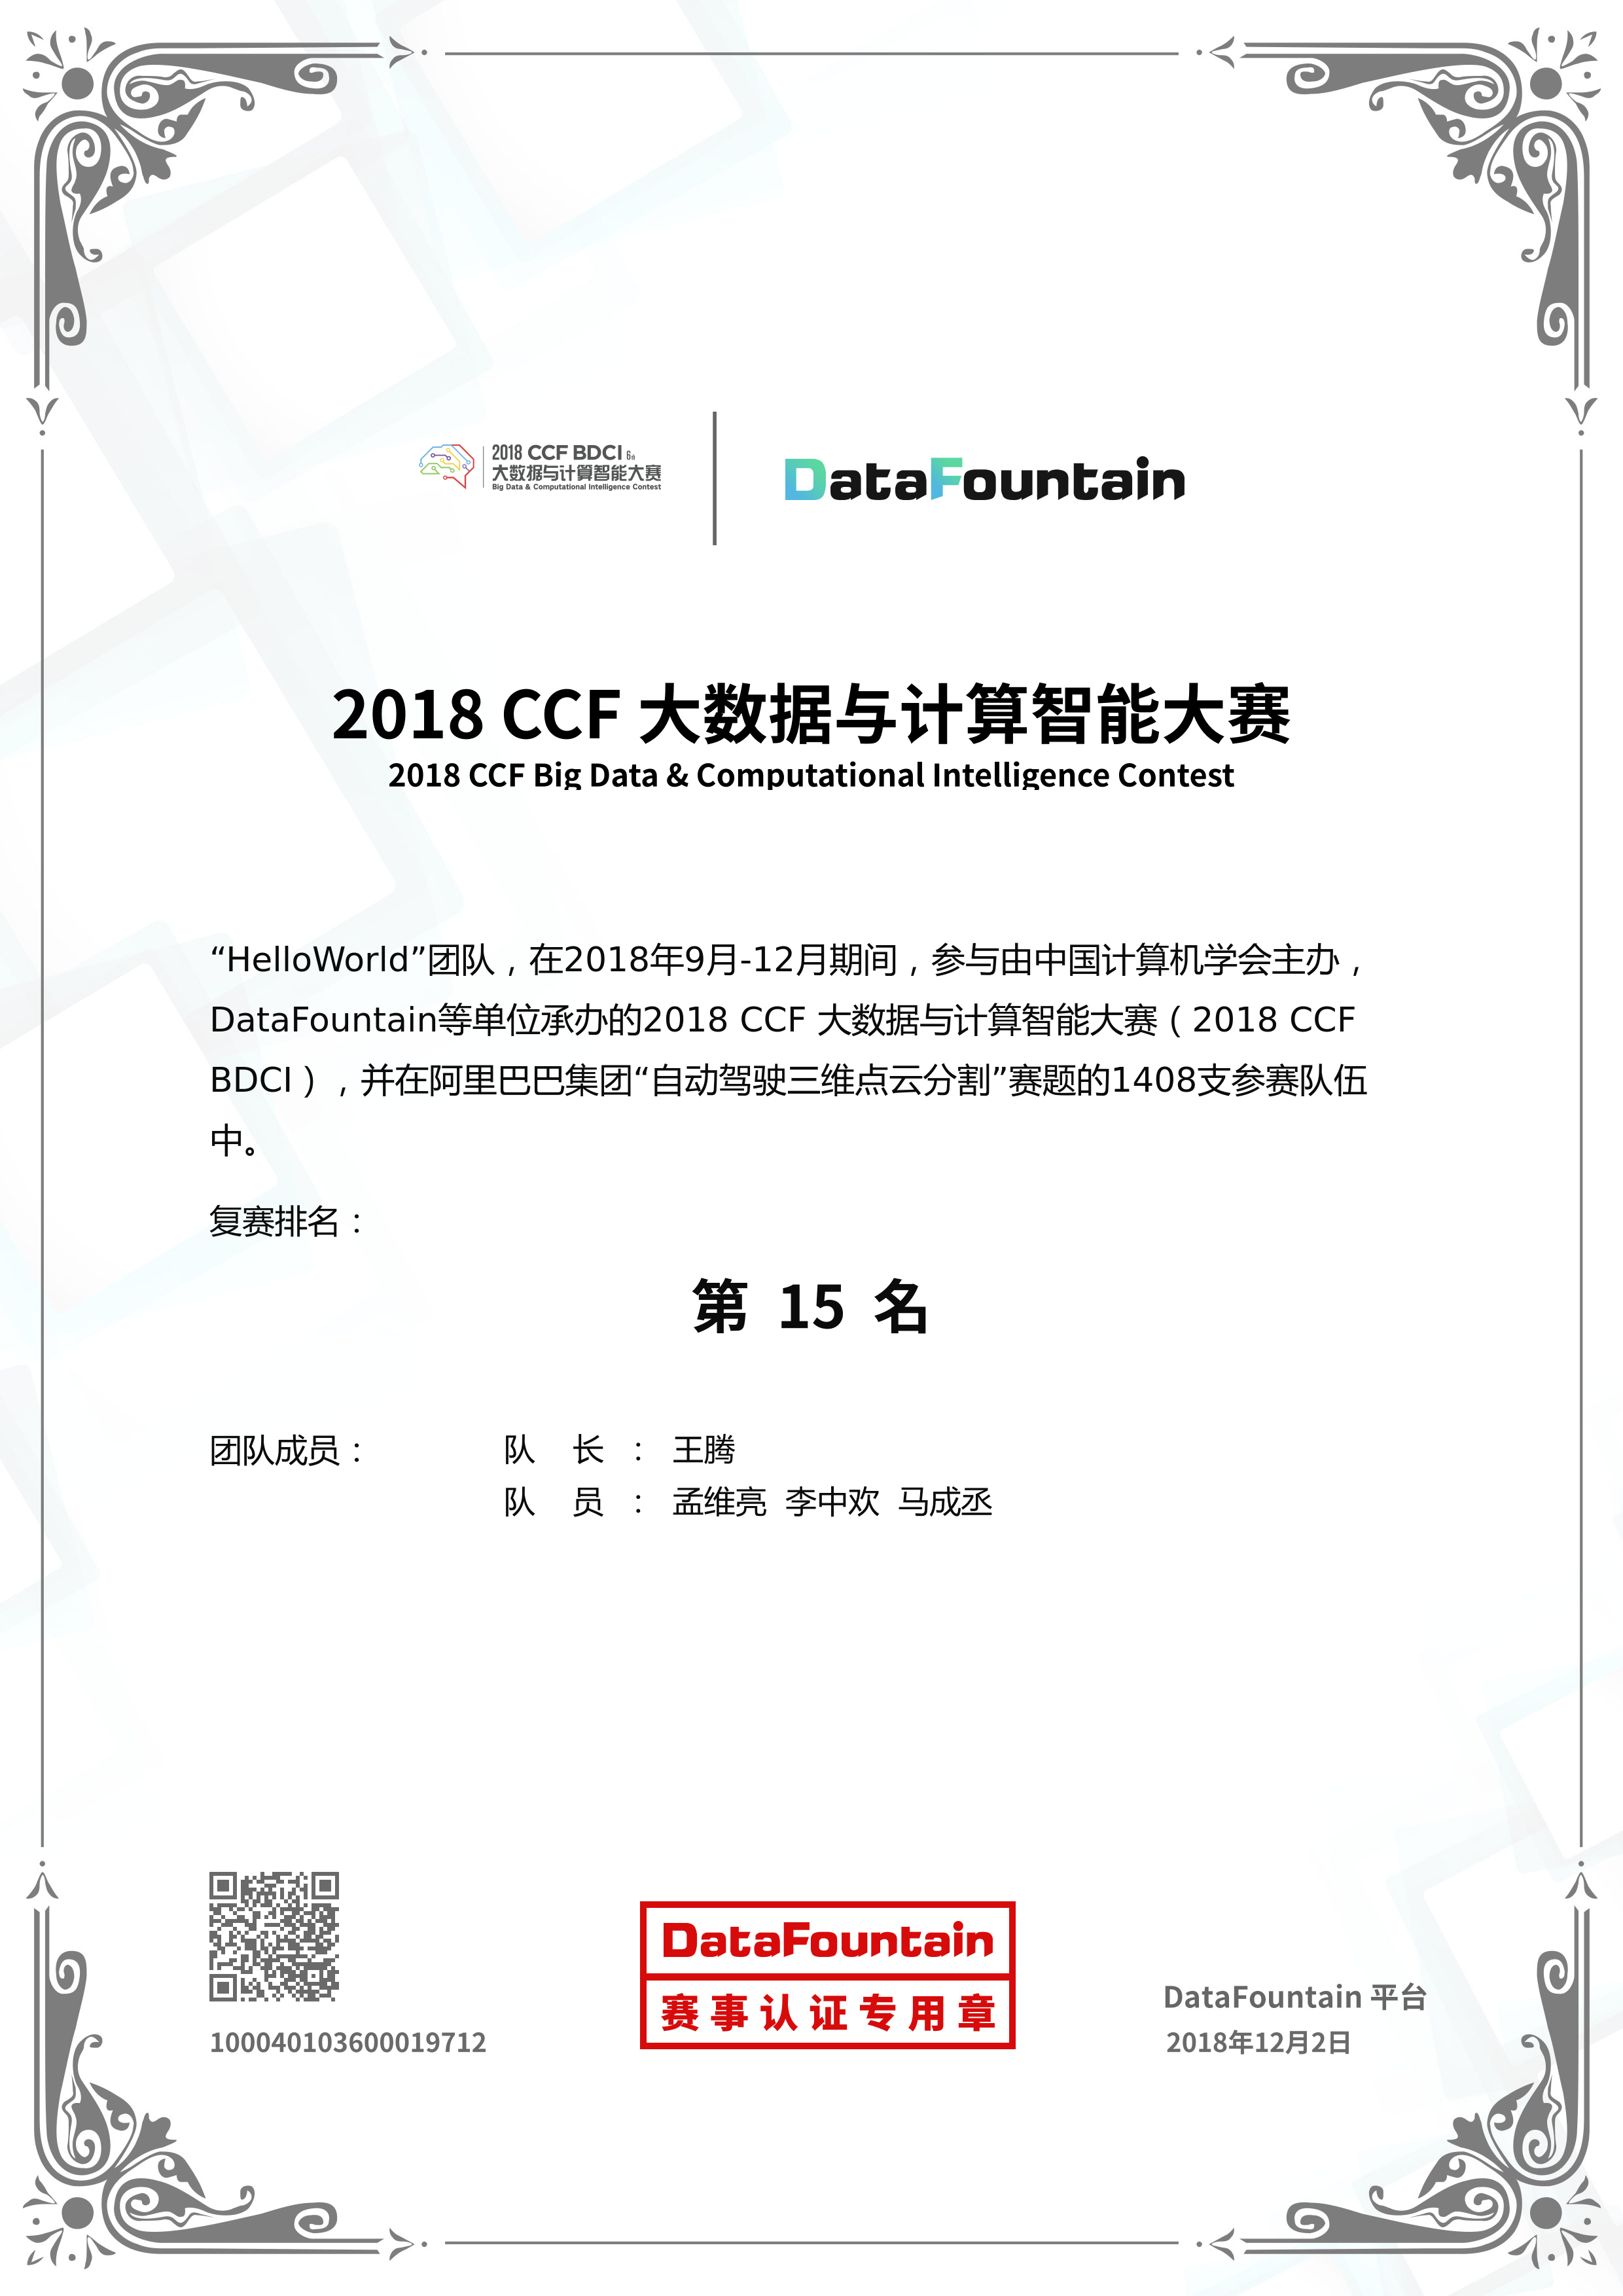 2018 CCF BDCI 6th
大数据与计算智能大赛
Big Data & Computational Intelligence Contest
DataFountain
2018 CCF 大数据与计算智能大赛
2018 CCF Big Data & Computational Intelligence Contest
“HelloWorld”团队，在2018年9月-12月期间，参与由中国计算机学会主办，
DataFountain等单位承办的2018 CCF 大数据与计算智能大赛（2018 CCF
BDCI），并在阿里巴巴集团“自动驾驶三维点云分割”赛题的1408支参赛队伍
中。
复赛排名：
第 15 名
团队成员： 队 长 ： 王腾
队 员 ： 孟维亮 李中欢 马成丞
DataFountain
赛事认证专用章
100040103600019712
DataFountain 平台
2018年12月2日